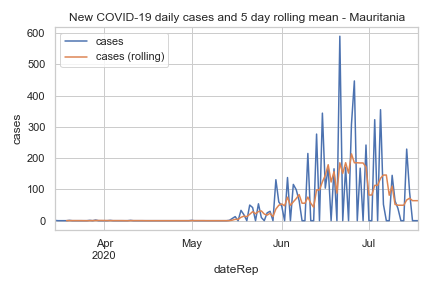 New COVID-19 daily cases and 5 day rolling mean - Mauritania
cases
cases (rolling)
600
500
400
300
200
100
0
cases
Apr
2020
May
Jun
Jul
dateRep